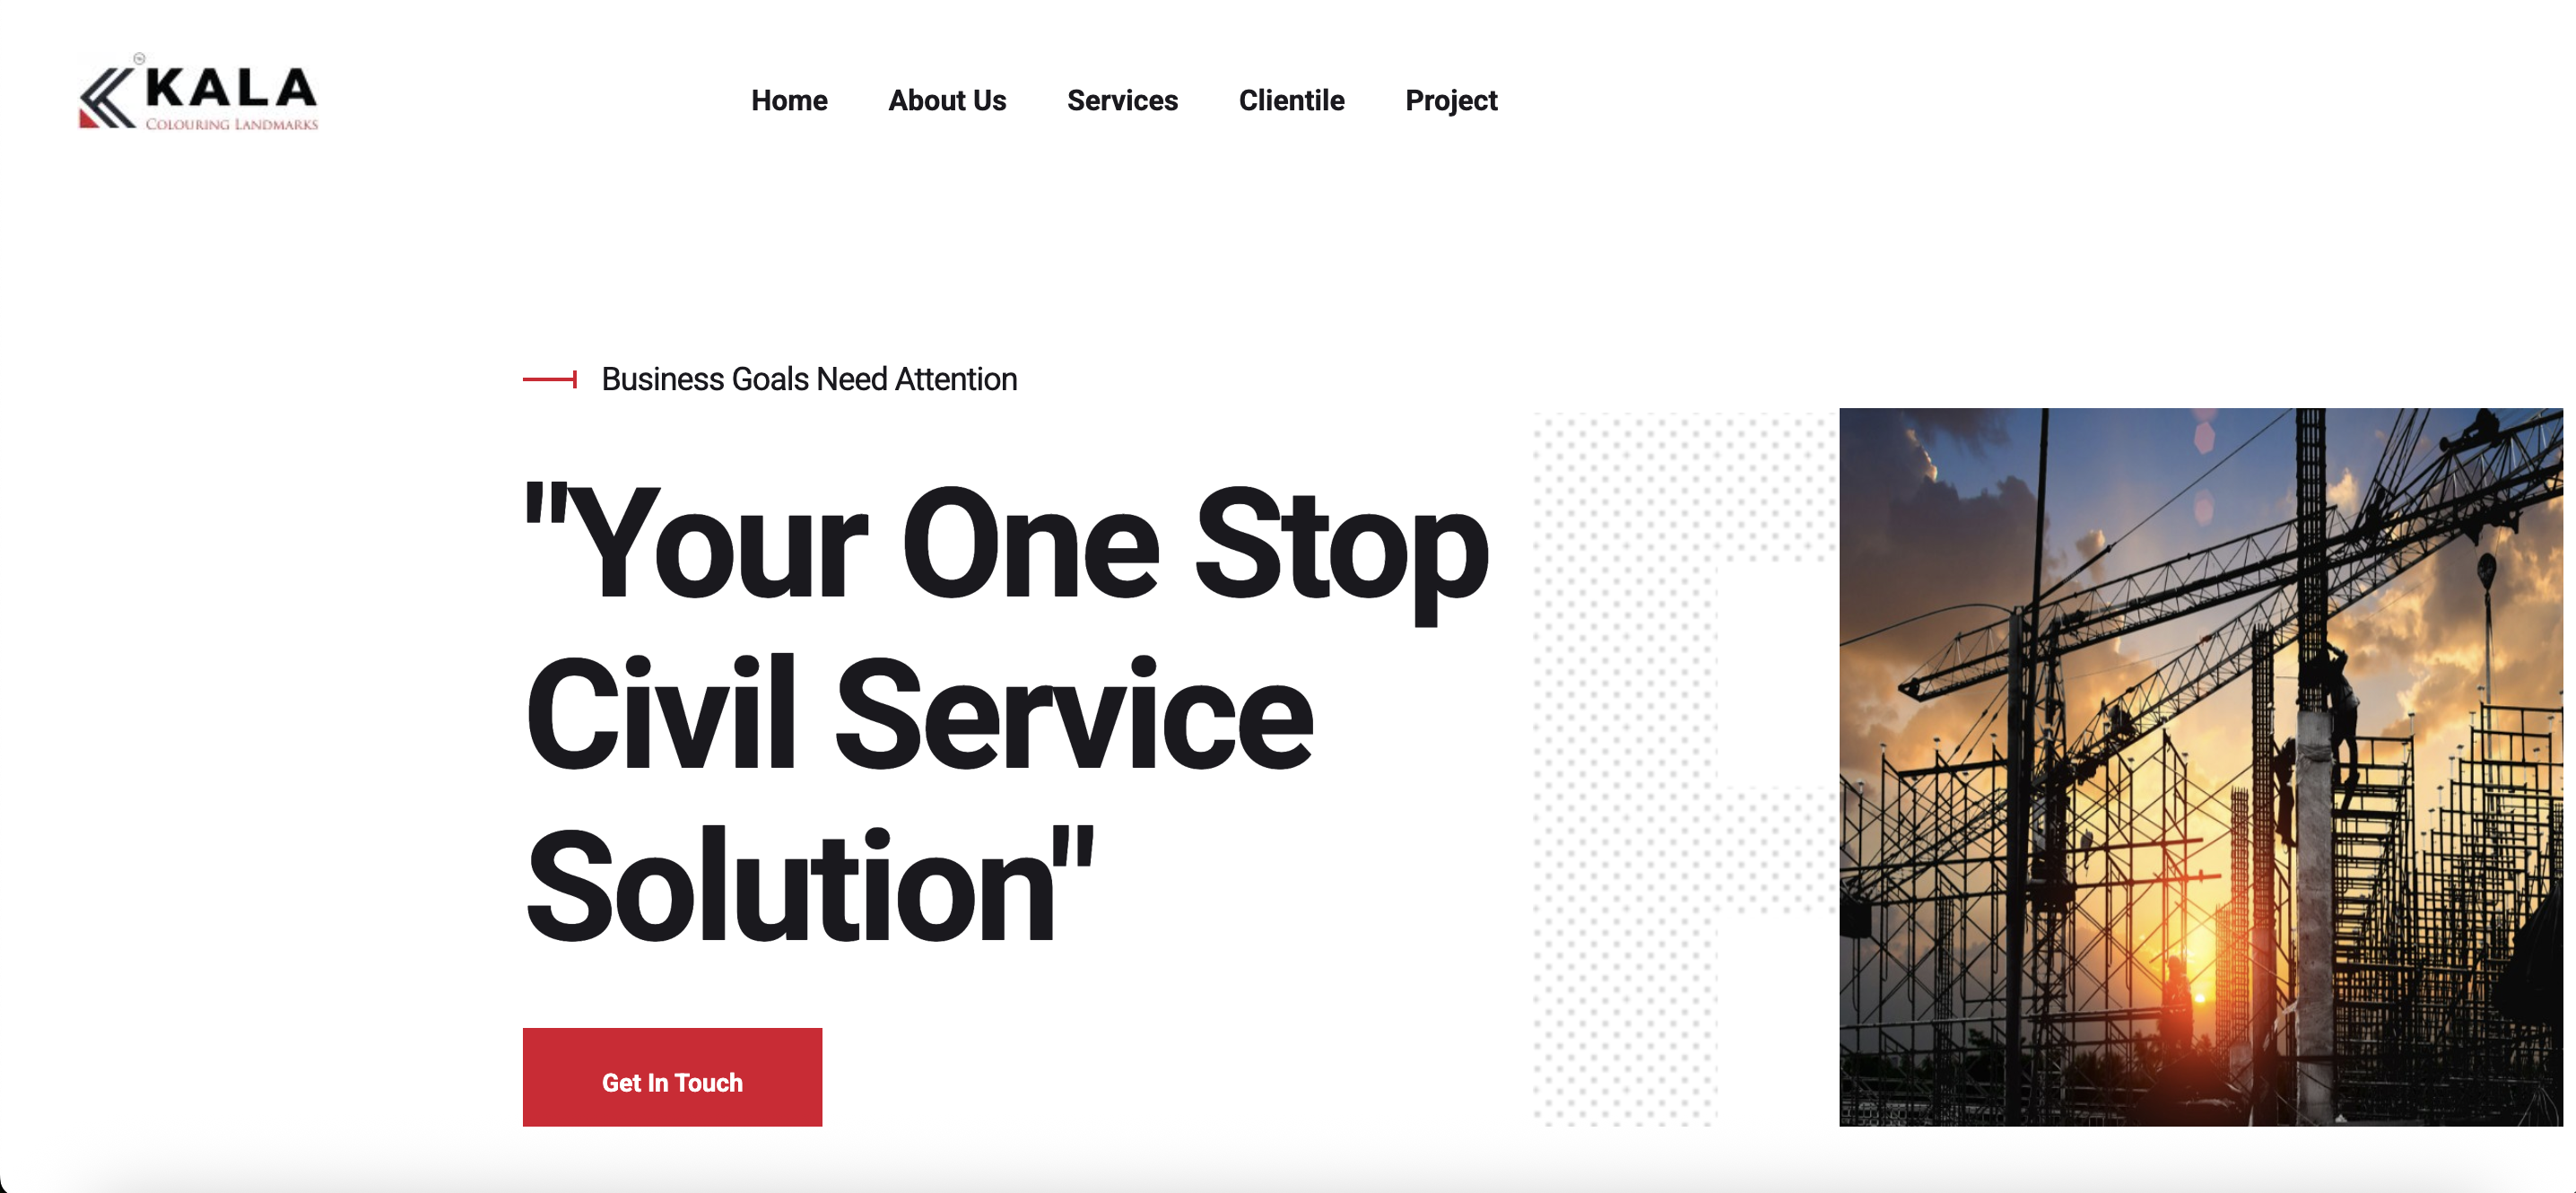 KALA
COLOURING LANDMARKS
Home About Us Services Clientile Project
Business Goals Need Attention
"Your One Stop
Civil Service
Solution"
Get In Touch